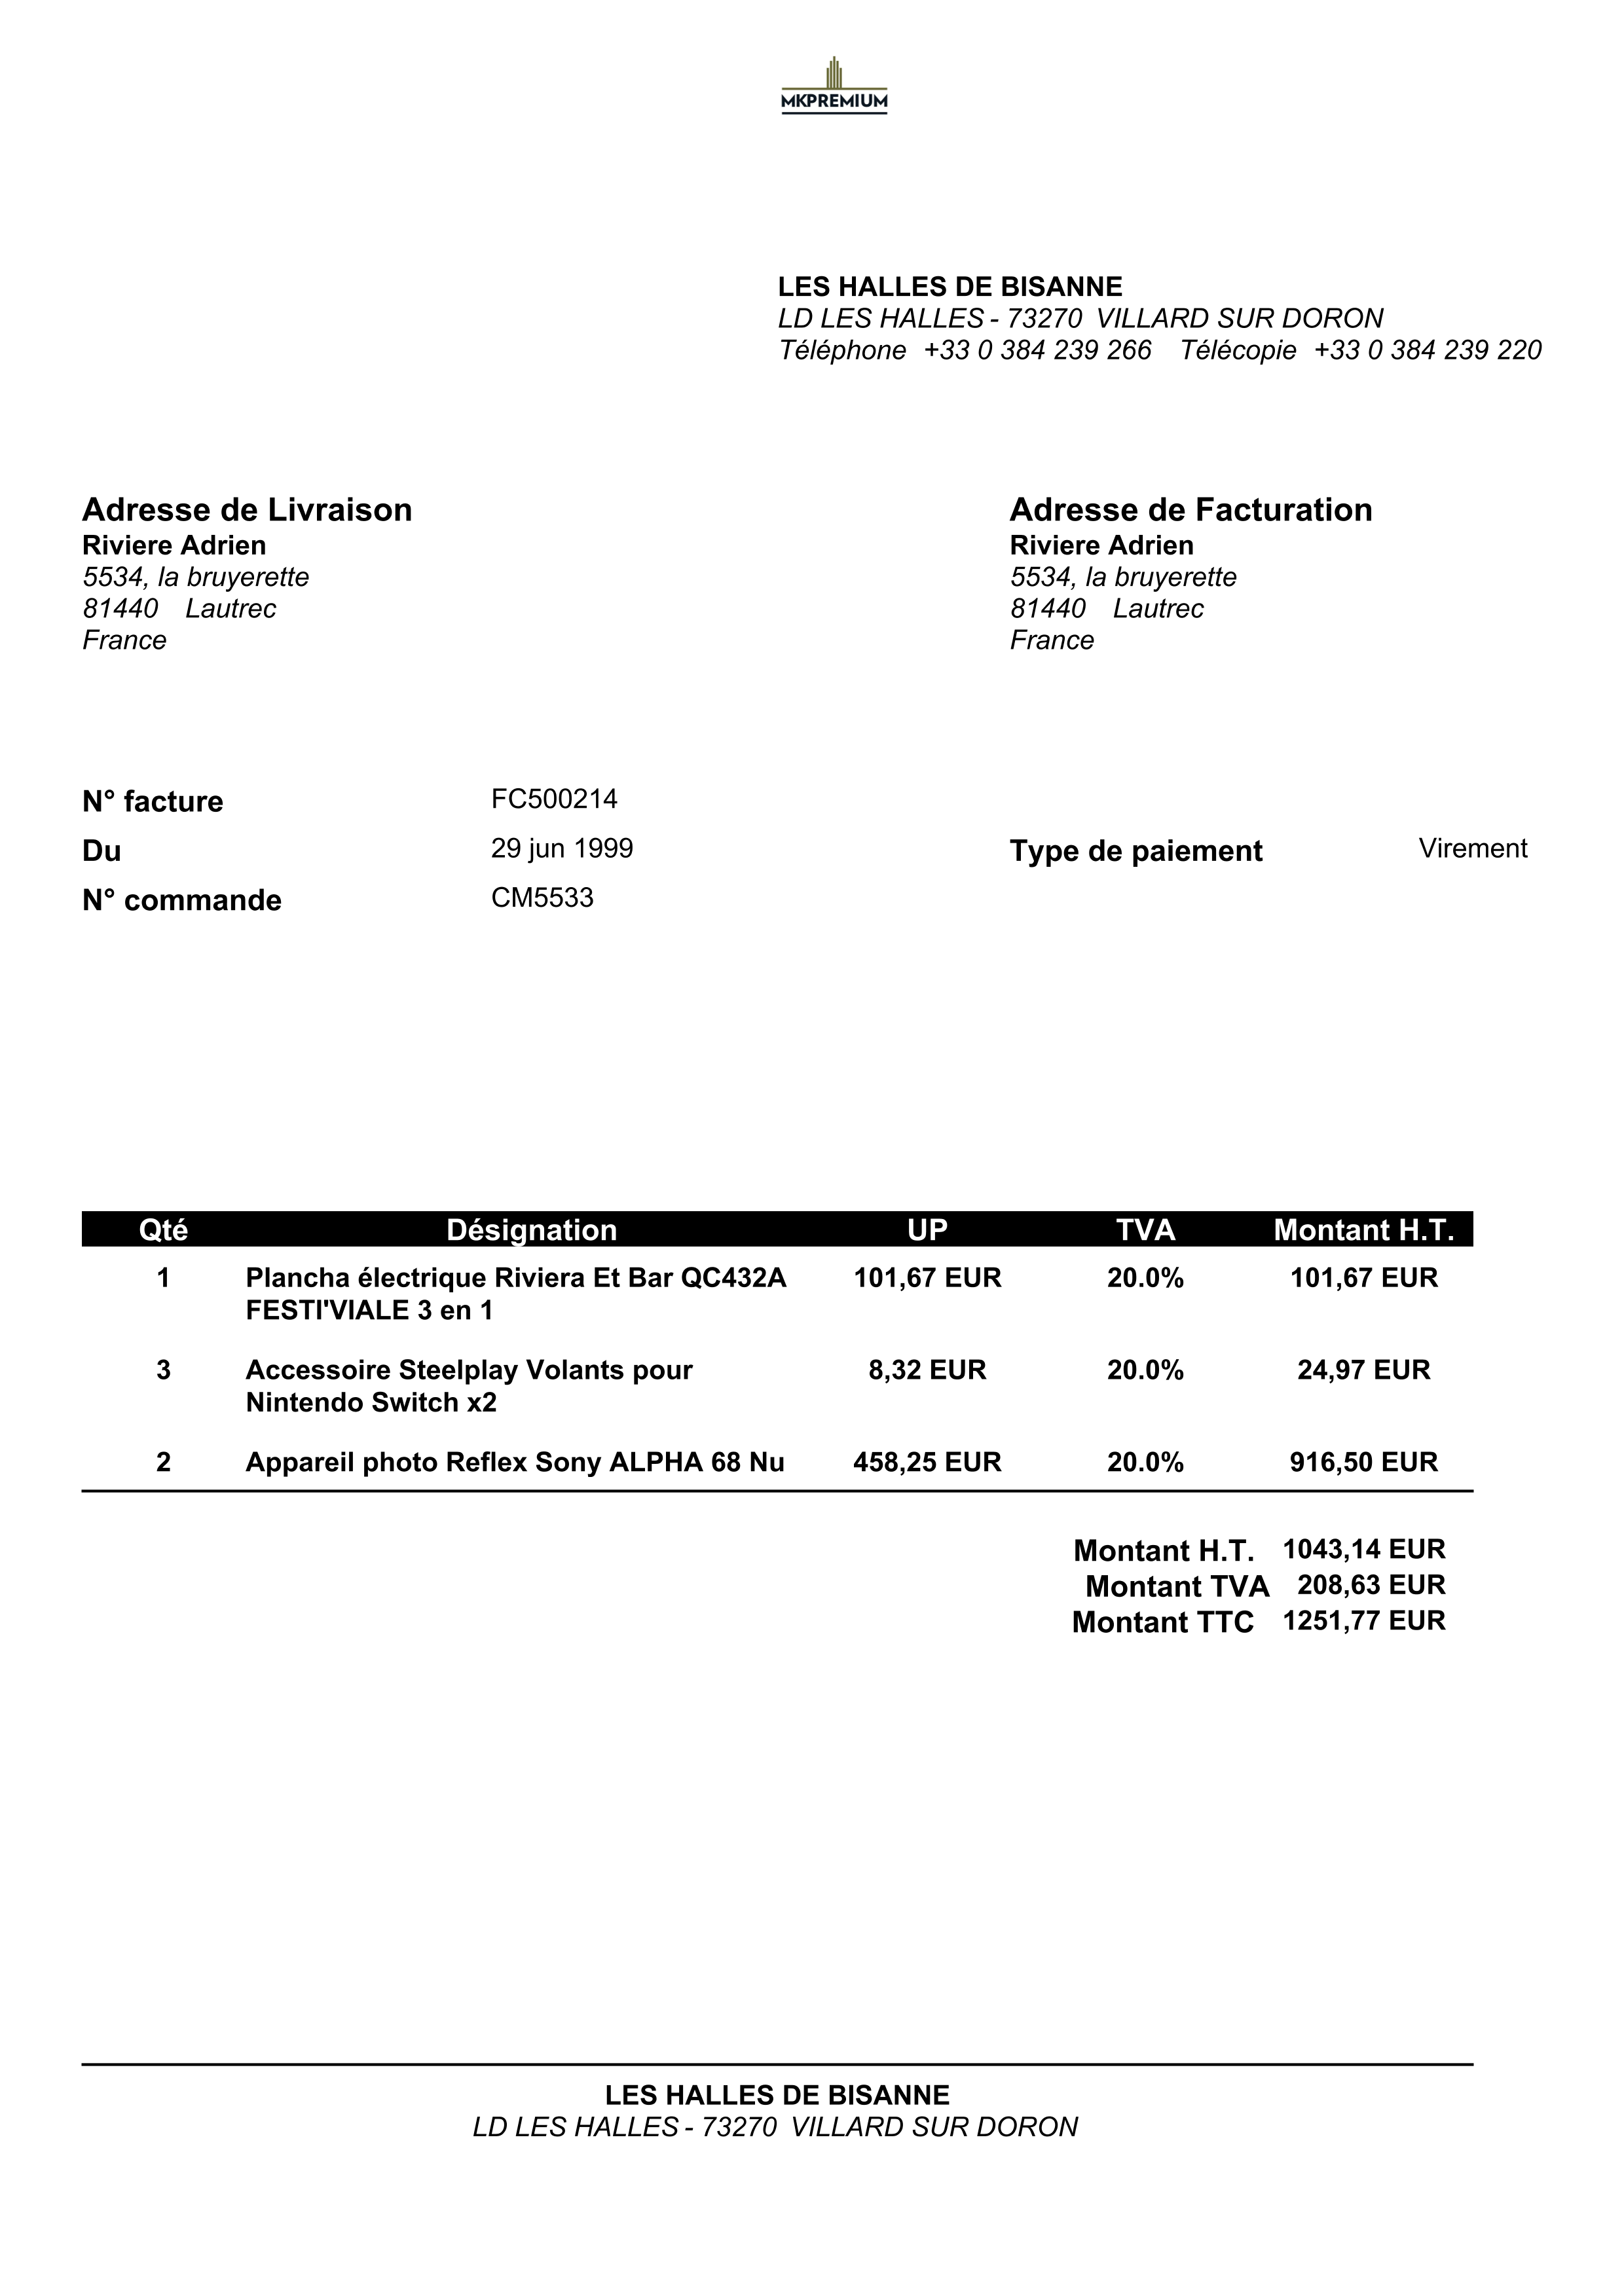 MKPREMIUM
LES HALLES DE BISANNE
LD LES HALLES - 73270 VILLARD SUR DORON
Téléphone +33 0 384 239 266 Télécopie +33 0 384 239 220
Adresse de Livraison
Riviere Adrien
5534, la bruyerette
81440 Lautrec
France
Adresse de Facturation
Riviere Adrien
5534, la bruyerette
81440 Lautrec
France
N° facture FC500214
Du 29 jun 1999 Type de paiement Virement
N° commande CM5533
Qté Désignation UP TVA Montant H.T.
1 Plancha électrique Riviera Et Bar QC432A 101,67 EUR 20.0% 101,67 EUR
FESTI'VIALE 3 en 1
3 Accessoire Steelplay Volants pour 8,32 EUR 20.0% 24,97 EUR
Nintendo Switch x2
2 Appareil photo Reflex Sony ALPHA 68 Nu 458,25 EUR 20.0% 916,50 EUR
Montant H.T. 1043,14 EUR
Montant TVA 208,63 EUR
Montant TTC 1251,77 EUR
LES HALLES DE BISANNE
LD LES HALLES - 73270 VILLARD SUR DORON